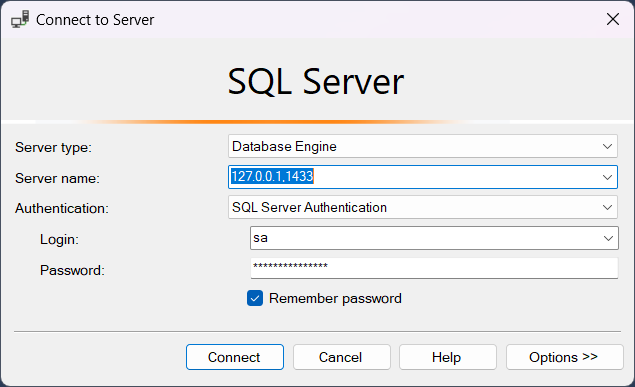 Connect to Server
SQL Server
Server type: Database Engine
Server name: 127.0.0.1,1433
Authentication: SQL Server Authentication
Login: sa
Password: ***************
Remember password
Connect Cancel Help Options >>